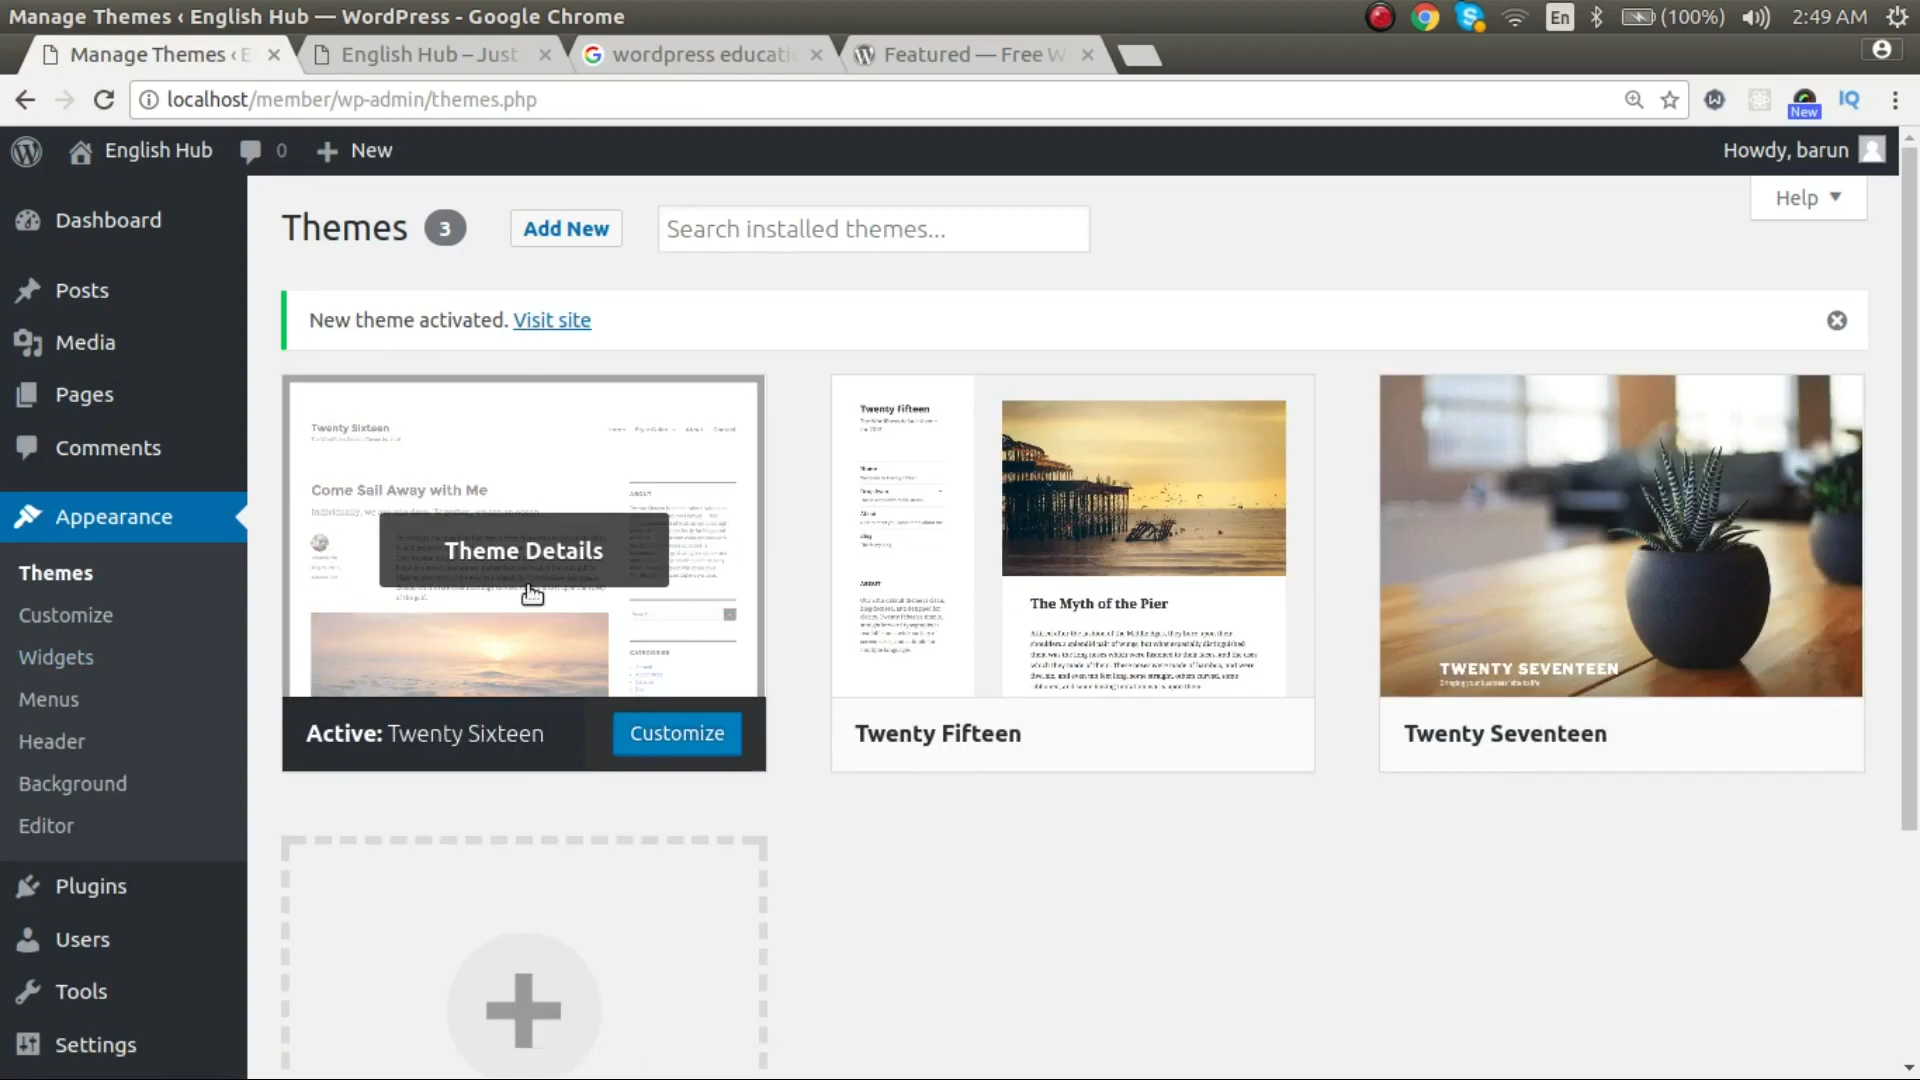 Manage Themes ‹ English Hub — WordPress - Google Chrome
En
(100%)
2:49 AM
Manage Themes ‹ E
English Hub – Just
wordpress educati
Featured — Free W
localhost/member/wp-admin/themes.php
New
IQ
English Hub
0
New
Howdy, barun
Dashboard
Posts
Media
Pages
Comments
Appearance
Themes
Customize
Widgets
Menus
Header
Background
Editor
Plugins
Users
Tools
Settings
Themes 3
Add New
Search installed themes...
Help
New theme activated. Visit site
Twenty Sixteen
Come Sail Away with Me
ABOUT
CATEGORIES
Theme Details
Active: Twenty Sixteen
Customize
Twenty Fifteen
ABOUT
The Myth of the Pier
Twenty Fifteen
TWENTY SEVENTEEN
Twenty Seventeen